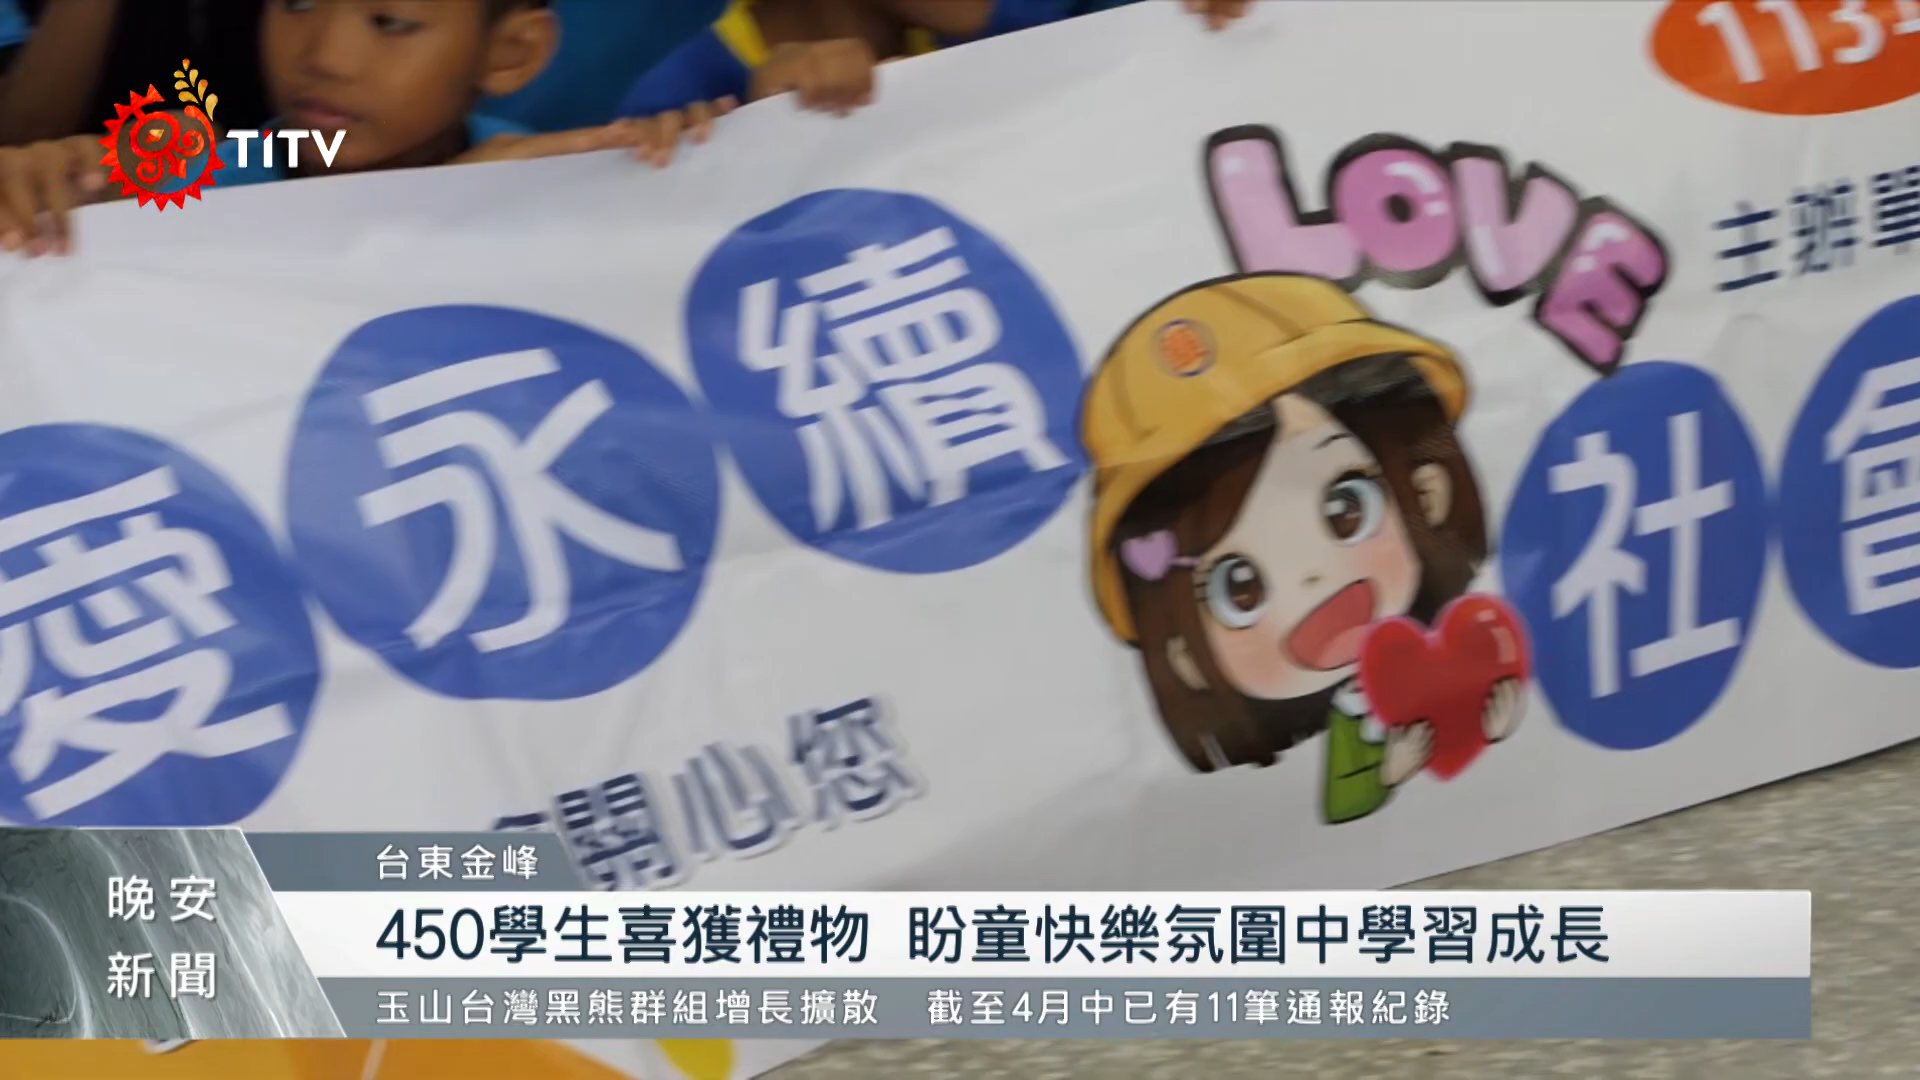 TITV
113
LOVE
主辦單
愛永續
社會
關心您
台東金峰
晚安
新聞
450學生喜獲禮物 盼童快樂氛圍中學習成長
玉山台灣黑熊群組增長擴散 截至4月中已有11筆通報紀錄